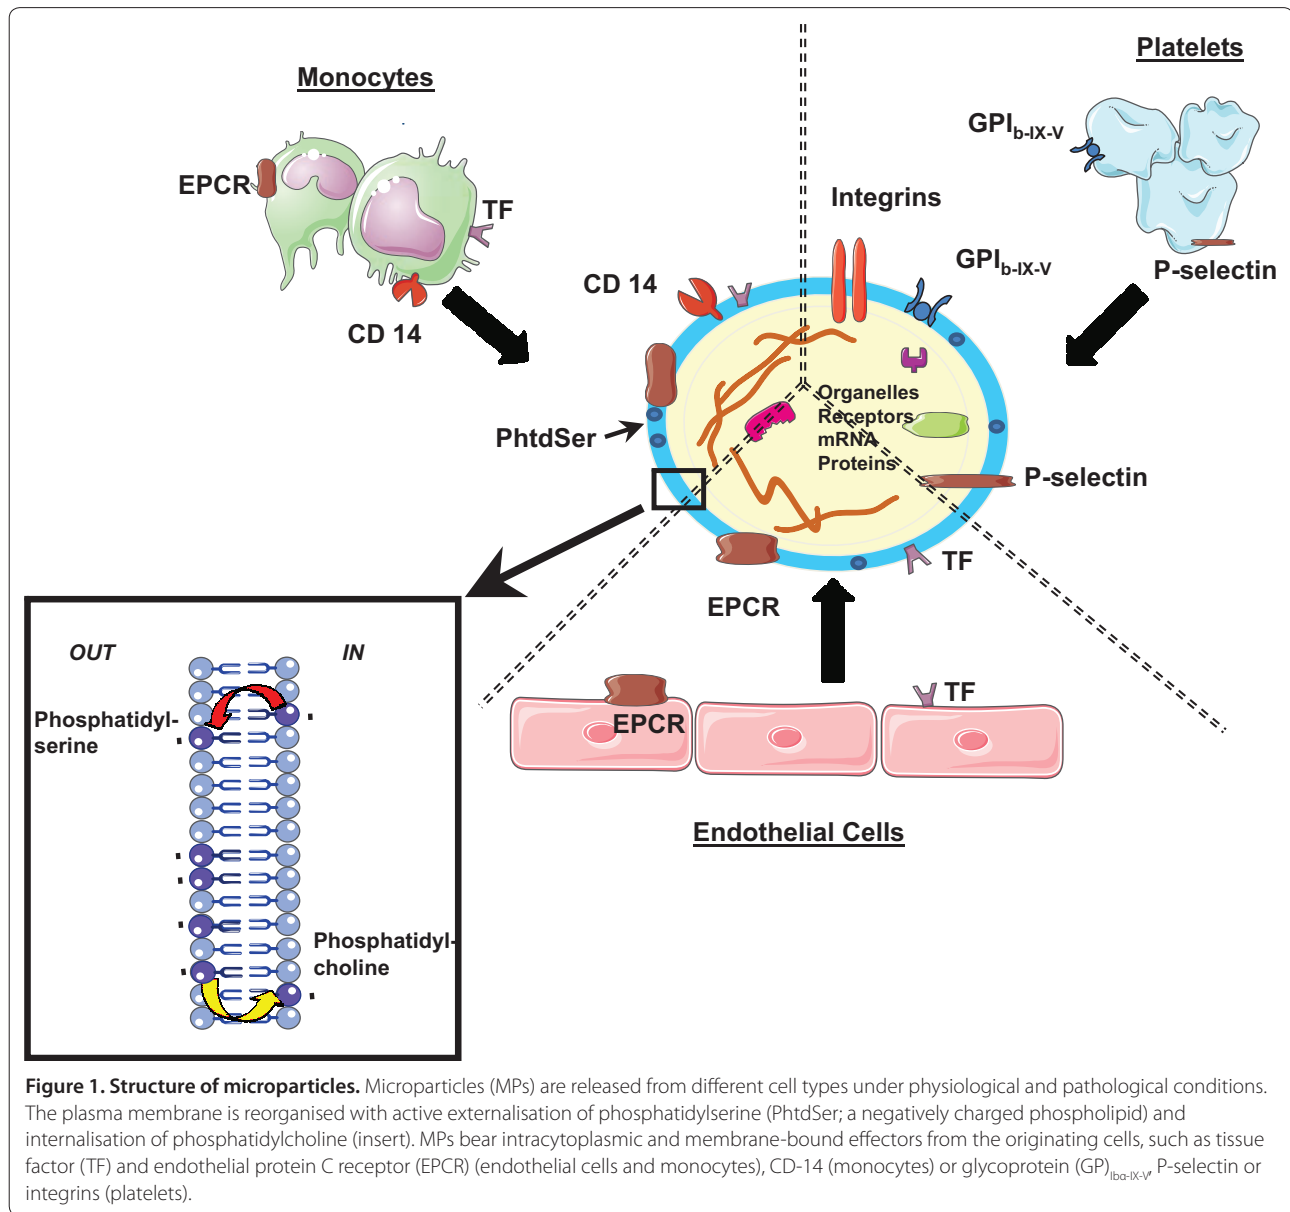 Monocytes
Platelets
EPCR
TF
CD 14
GPIb-IX-V
P-selectin
Integrins
GPIb-IX-V
CD 14
PhtdSer
Organelles
Receptors
mRNA
Proteins
P-selectin
TF
EPCR
TF
EPCR
Endothelial Cells
OUT
IN
Phosphatidyl-
serine
Phosphatidyl-
choline
Figure 1. Structure of microparticles. Microparticles (MPs) are released from different cell types under physiological and pathological conditions.
The plasma membrane is reorganised with active externalisation of phosphatidylserine (PhtdSer; a negatively charged phospholipid) and
internalisation of phosphatidylcholine (insert). MPs bear intracytoplasmic and membrane-bound effectors from the originating cells, such as tissue
factor (TF) and endothelial protein C receptor (EPCR) (endothelial cells and monocytes), CD-14 (monocytes) or glycoprotein (GP)Ibα-IX-V, P-selectin or
integrins (platelets).